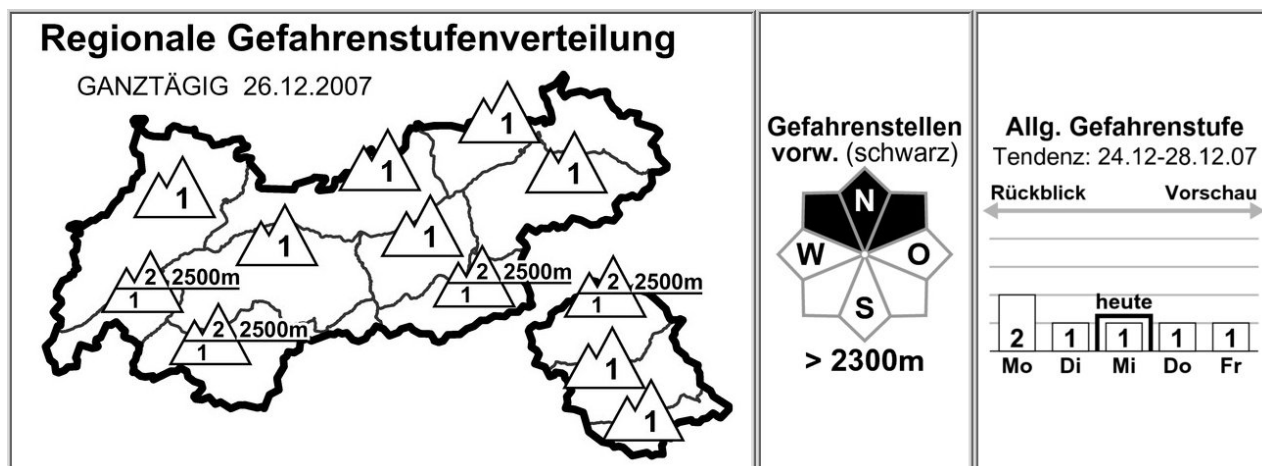 Regionale Gefahrenstufenverteilung
GANZTÄGIG 26.12.2007
1
1
1
1
1
1
1
2 2500m
1
2 2500m
1
2 2500m
1
2 2500m
1
1
1
Gefahrenstellen
vorw. (schwarz)
N
W O
S
> 2300m
Allg. Gefahrenstufe
Tendenz: 24.12-28.12.07
Rückblick Vorschau
heute
2 1 1 1 1
Mo Di Mi Do Fr